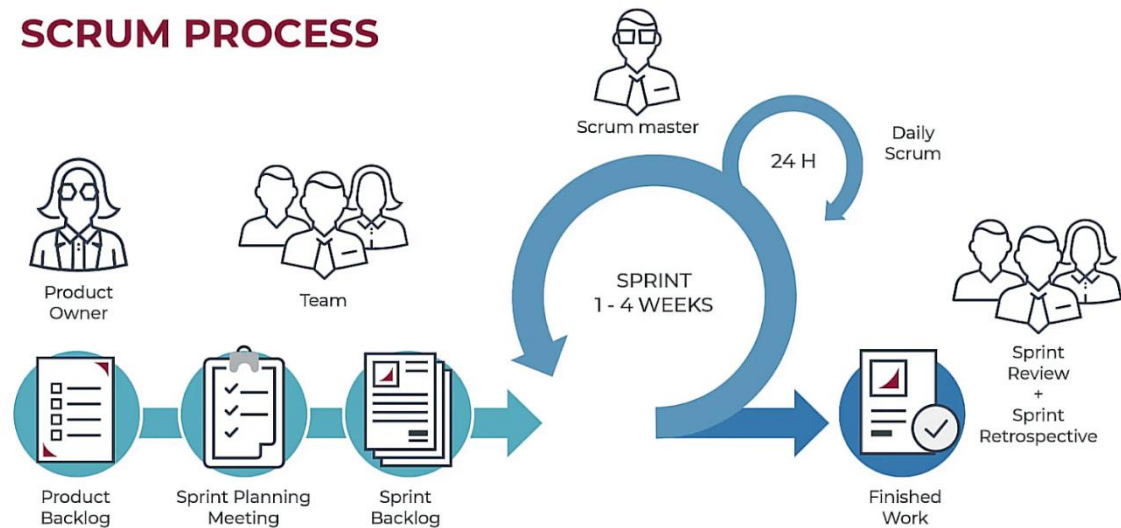 SCRUM PROCESS
Scrum master
24 H
Daily
Scrum
Product
Owner
Team
SPRINT
1 - 4 WEEKS
Sprint
Review
+
Sprint
Retrospective
Product
Backlog
Sprint Planning
Meeting
Sprint
Backlog
Finished
Work